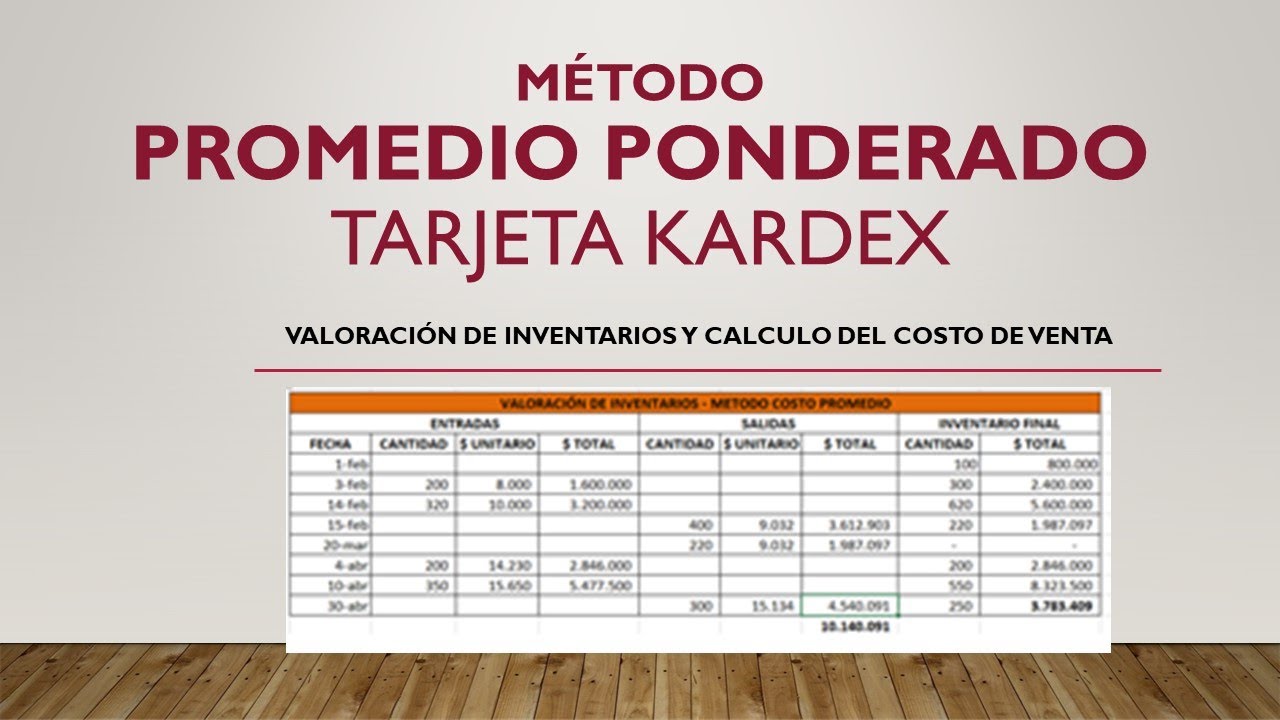 MÉTODO
PROMEDIO PONDERADO
TARJETA KARDEX
VALORACIÓN DE INVENTARIOS Y CALCULO DEL COSTO DE VENTA
VALORACIÓN DE INVENTARIOS - METODO COSTO PROMEDIO
ENTRADAS SALIDAS INVENTARIO FINAL
FECHA CANTIDAD $ UNITARIO $ TOTAL CANTIDAD $ UNITARIO $ TOTAL CANTIDAD $ TOTAL
1-feb 100 800.000
3-feb 200 8.000 1.600.000 300 2.400.000
14-feb 320 10.000 3.200.000 620 5.600.000
15-feb 400 9.032 3.612.903 220 1.987.097
20-mar 220 9.032 1.987.097 - -
4-abr 200 14.230 2.846.000 200 2.846.000
10-abr 350 15.650 5.477.500 550 8.323.500
30-abr 300 15.134 4.540.091 250 3.783.409
10.140.091